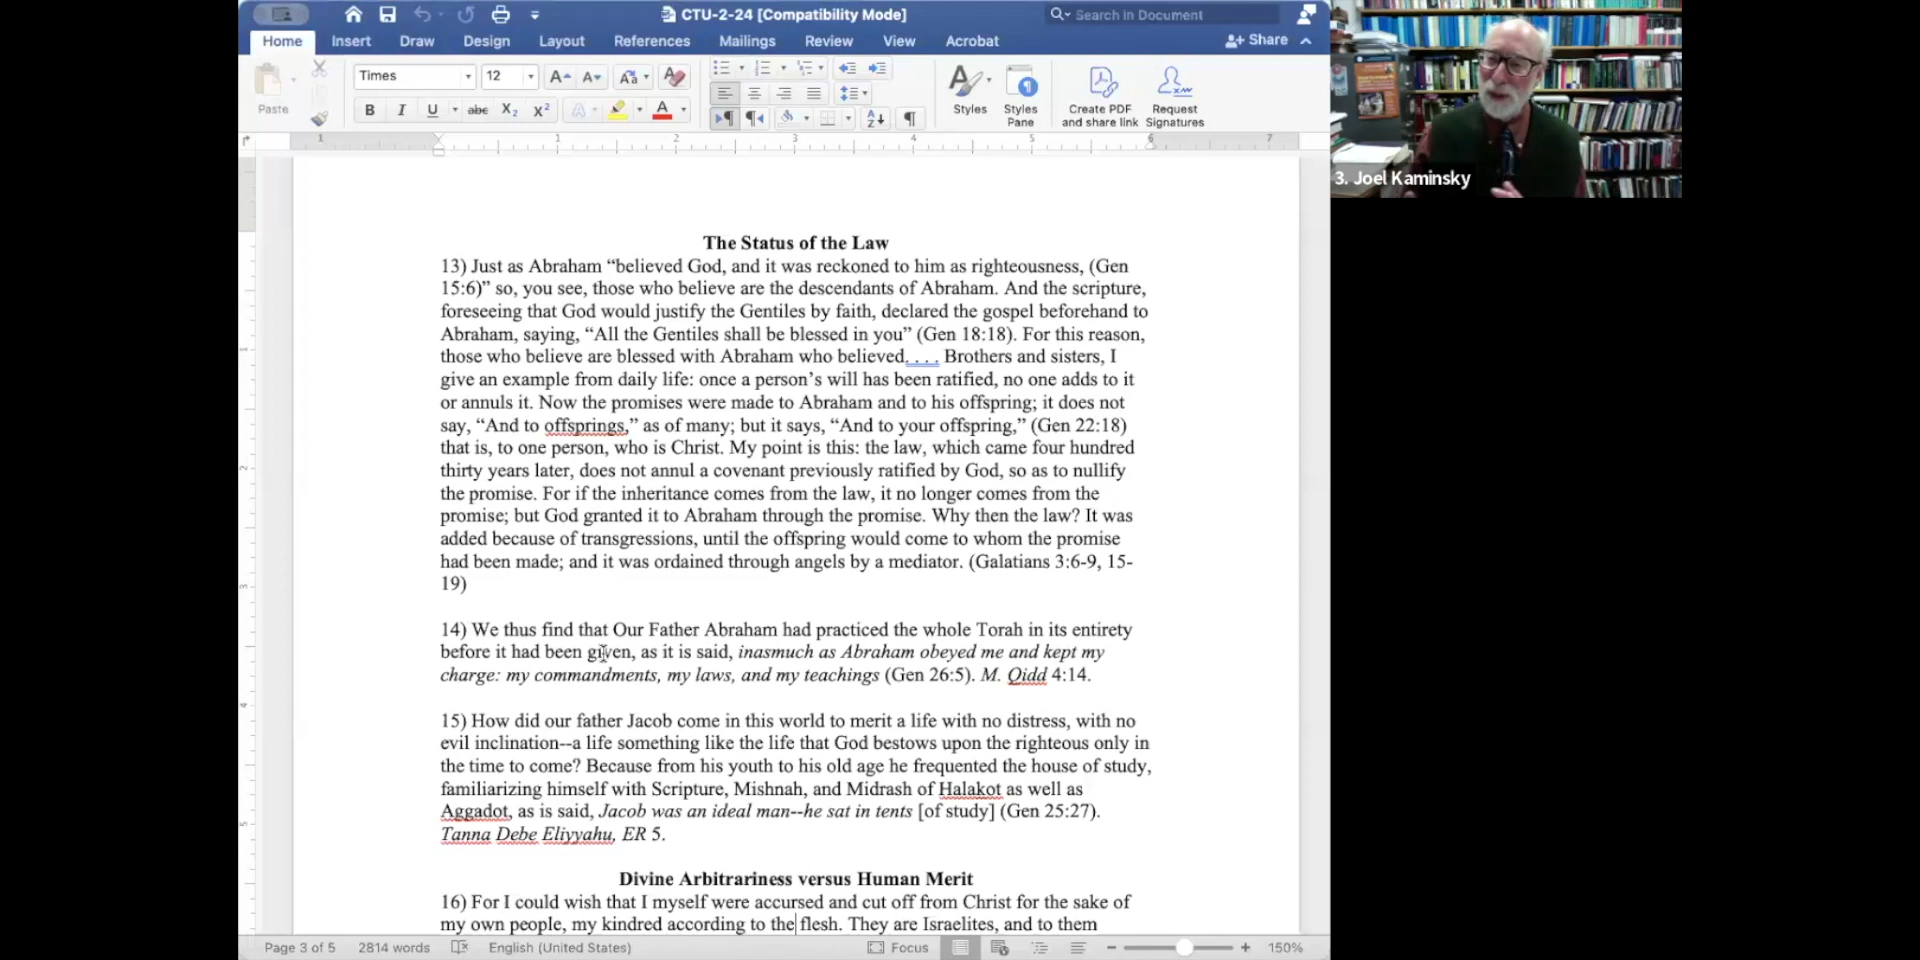 CTU-2-24 [Compatibility Mode]
Search in Document
Home Insert Draw Design Layout References Mailings Review View Acrobat
Share
Times 12
Paste
B I U abc X2 X2 A A
Styles
Styles Pane
Create PDF and share link
Request Signatures
1 1 2 3 4 5 6 7
The Status of the Law
13) Just as Abraham “believed God, and it was reckoned to him as righteousness, (Gen
15:6)” so, you see, those who believe are the descendants of Abraham. And the scripture,
foreseeing that God would justify the Gentiles by faith, declared the gospel beforehand to
Abraham, saying, “All the Gentiles shall be blessed in you” (Gen 18:18). For this reason,
those who believe are blessed with Abraham who believed. . . . Brothers and sisters, I
give an example from daily life: once a person’s will has been ratified, no one adds to it
or annuls it. Now the promises were made to Abraham and to his offspring; it does not
say, “And to offsprings,” as of many; but it says, “And to your offspring,” (Gen 22:18)
that is, to one person, who is Christ. My point is this: the law, which came four hundred
thirty years later, does not annul a covenant previously ratified by God, so as to nullify
the promise. For if the inheritance comes from the law, it no longer comes from the
promise; but God granted it to Abraham through the promise. Why then the law? It was
added because of transgressions, until the offspring would come to whom the promise
had been made; and it was ordained through angels by a mediator. (Galatians 3:6-9, 15-
19)
14) We thus find that Our Father Abraham had practiced the whole Torah in its entirety
before it had been given, as it is said, inasmuch as Abraham obeyed me and kept my
charge: my commandments, my laws, and my teachings (Gen 26:5). M. Qidd 4:14.
15) How did our father Jacob come in this world to merit a life with no distress, with no
evil inclination--a life something like the life that God bestows upon the righteous only in
the time to come? Because from his youth to his old age he frequented the house of study,
familiarizing himself with Scripture, Mishnah, and Midrash of Halakot as well as
Aggadot, as is said, Jacob was an ideal man--he sat in tents [of study] (Gen 25:27).
Tanna Debe Eliyyahu, ER 5.
Divine Arbitrariness versus Human Merit
16) For I could wish that I myself were accursed and cut off from Christ for the sake of
my own people, my kindred according to the flesh. They are Israelites, and to them
Page 3 of 5 2814 words English (United States) Focus 150%
3. Joel Kaminsky